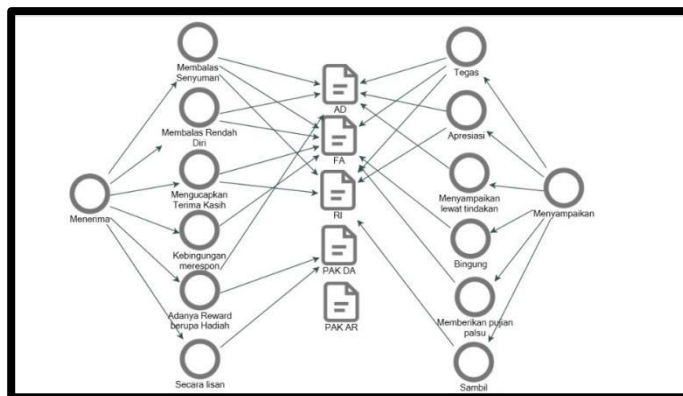 Membalas
Senyuman
Membalas Rendah
Diri
Mengucapkan
Terima Kasih
Menerima
Kebingungan
merespon
Adanya Reward
berupa Hadiah
Secara lisan
AD
FA
RI
PAK DA
PAK AR
Tegas
Apresiasi
Menyampaikan
lewat tindakan
Menyampaikan
Bingung
Memberikan pujian
palsu
Sambil